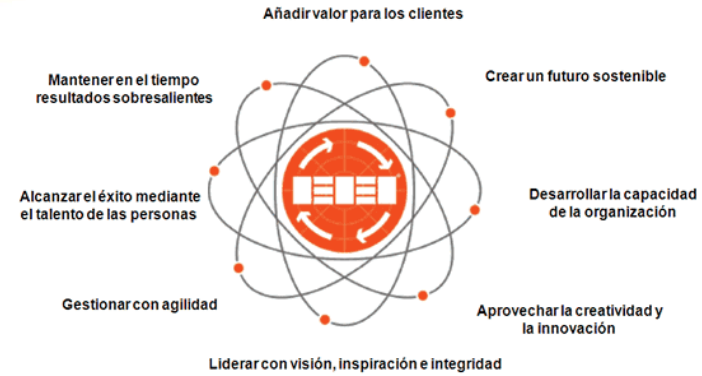 Añadir valor para los clientes
Mantener en el tiempo
resultados sobresalientes
Crear un futuro sostenible
Alcanzar el éxito mediante
el talento de las personas
Desarrollar la capacidad
de la organización
Gestionar con agilidad
Aprovechar la creatividad y
la innovación
Liderar con visión, inspiración e integridad